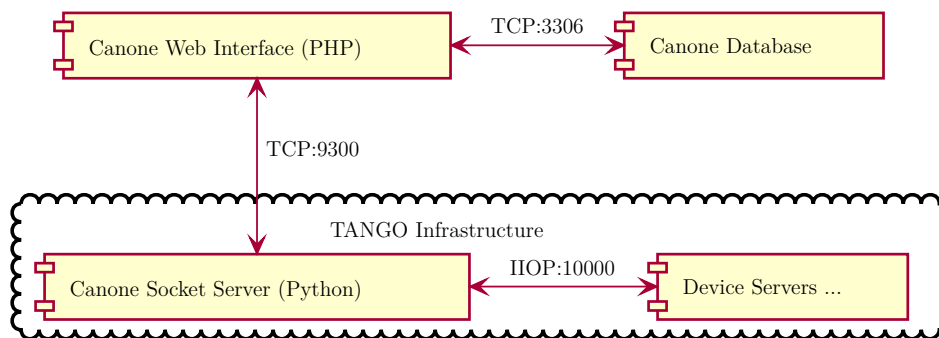 Canone Web Interface (PHP)
TCP:3306
Canone Database
TCP:9300
TANGO Infrastructure
Canone Socket Server (Python)
IIOP:10000
Device Servers ...